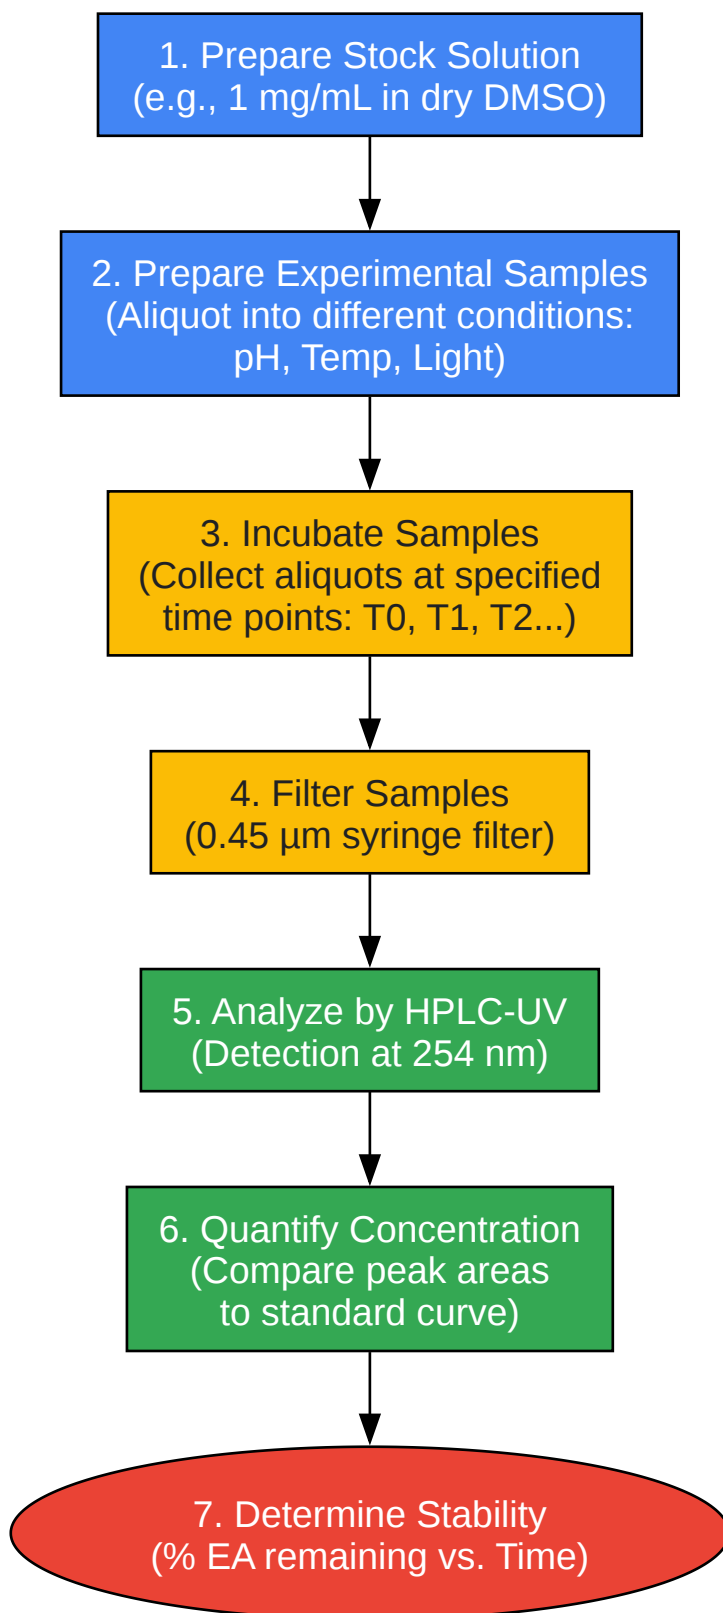 1. Prepare Stock Solution
(e.g., 1 mg/mL in dry DMSO)
2. Prepare Experimental Samples
(Aliquot into different conditions:
pH, Temp, Light)
3. Incubate Samples
(Collect aliquots at specified
time points: T0, T1, T2...)
4. Filter Samples
(0.45 µm syringe filter)
5. Analyze by HPLC-UV
(Detection at 254 nm)
6. Quantify Concentration
(Compare peak areas
to standard curve)
7. Determine Stability
(% EA remaining vs. Time)